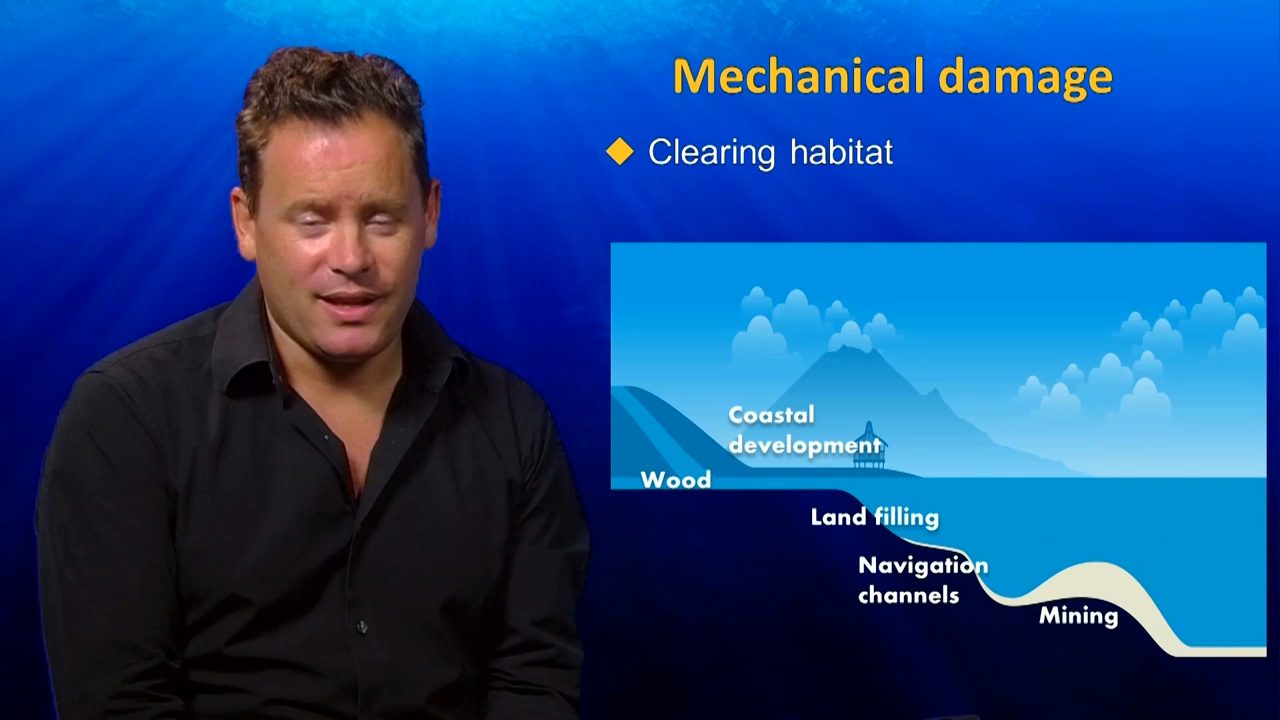 Mechanical damage
Clearing habitat
Coastal
development
Wood
Land filling
Navigation
channels
Mining